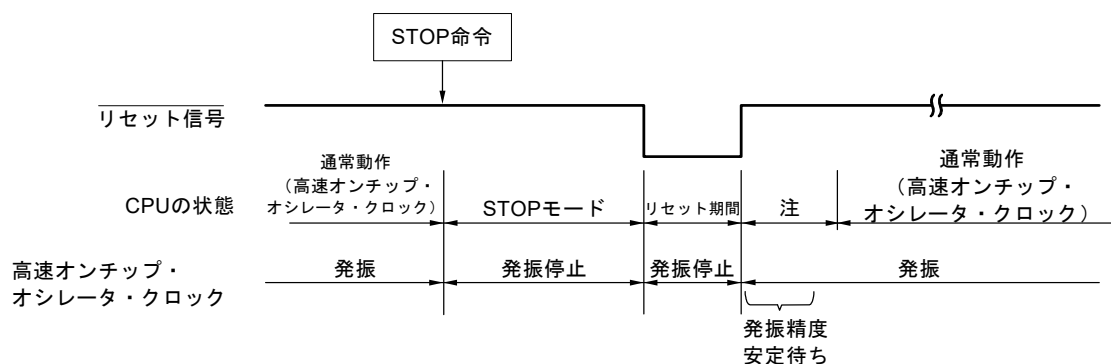 STOP命令
リセット信号
通常動作
（高速オンチップ・
オシレータ・クロック）
通常動作
（高速オンチップ・
オシレータ・クロック）
CPUの状態
STOPモード
リセット期間
注
高速オンチップ・
オシレータ・クロック
発振
発振停止
発振停止
発振
発振精度
安定待ち